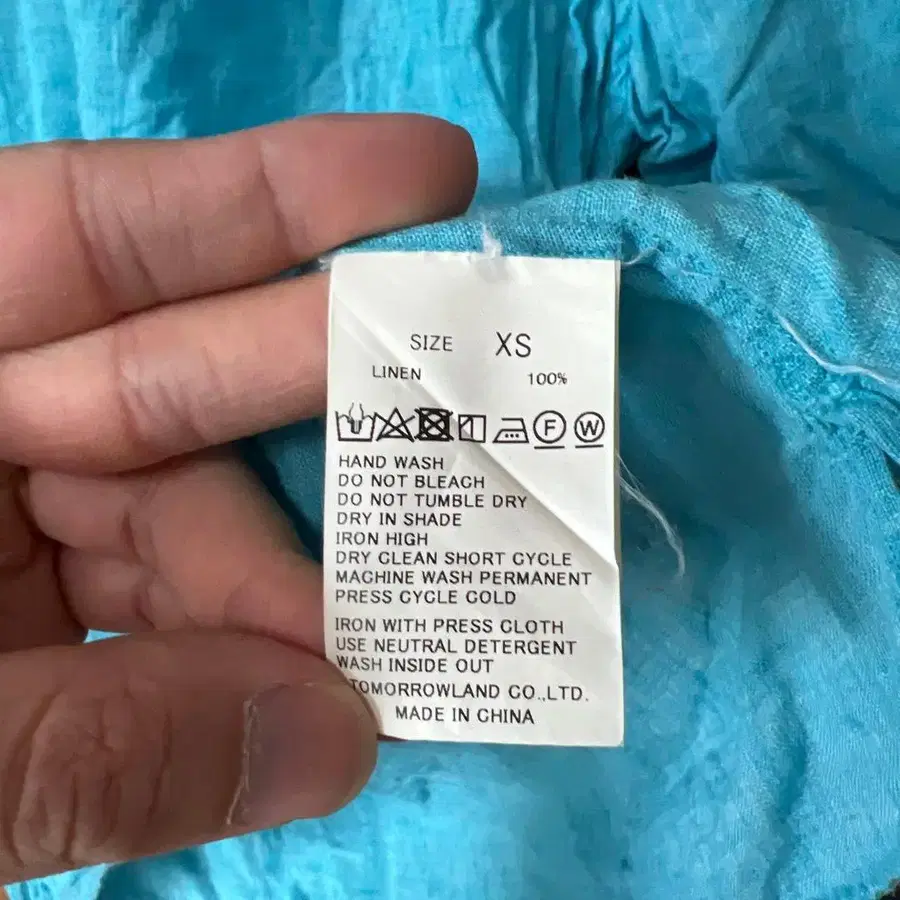 SIZE XS
LINEN 100%
F W
HAND WASH
DO NOT BLEACH
DO NOT TUMBLE DRY
DRY IN SHADE
IRON HIGH
DRY CLEAN SHORT CYCLE
MACHINE WASH PERMANENT
PRESS CYCLE COLD
IRON WITH PRESS CLOTH
USE NEUTRAL DETERGENT
WASH INSIDE OUT
TOMORROWLAND CO.,LTD.
MADE IN CHINA